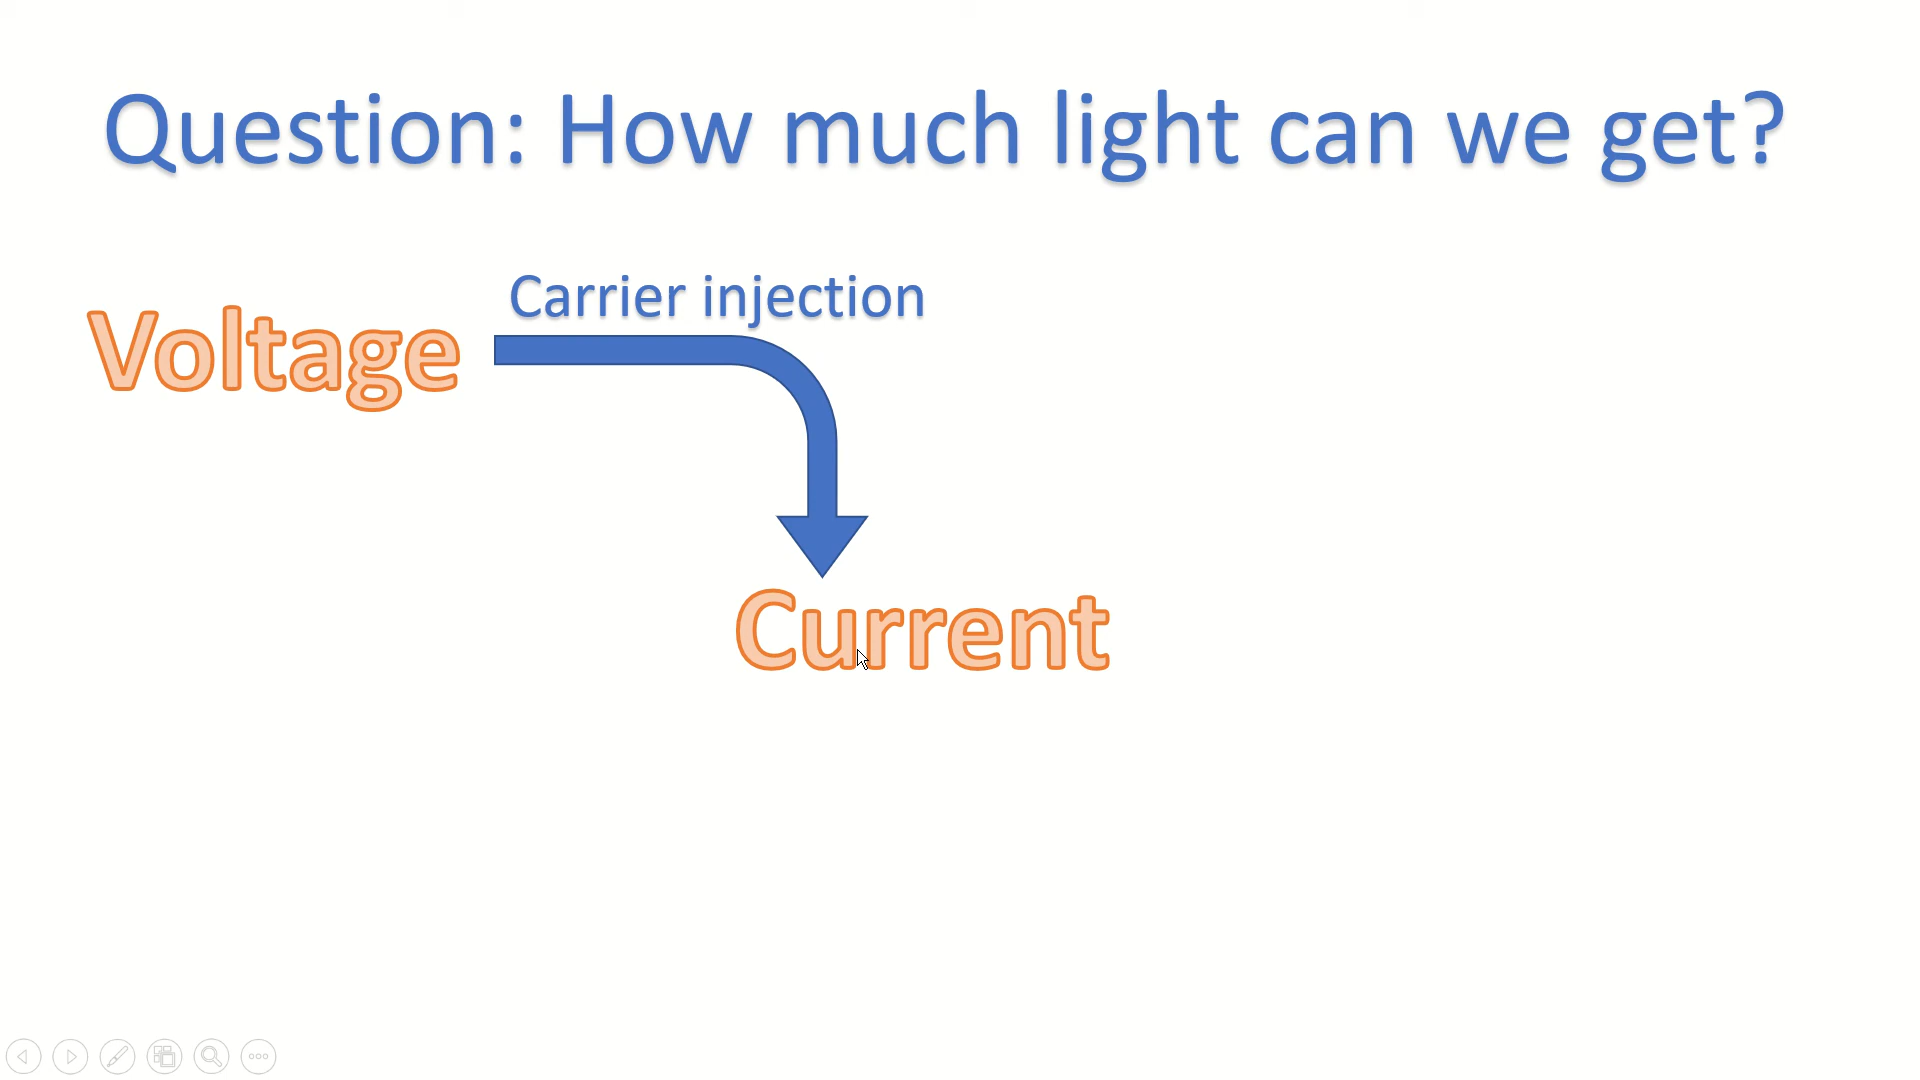 Question: How much light can we get?
Carrier injection
Voltage
Current